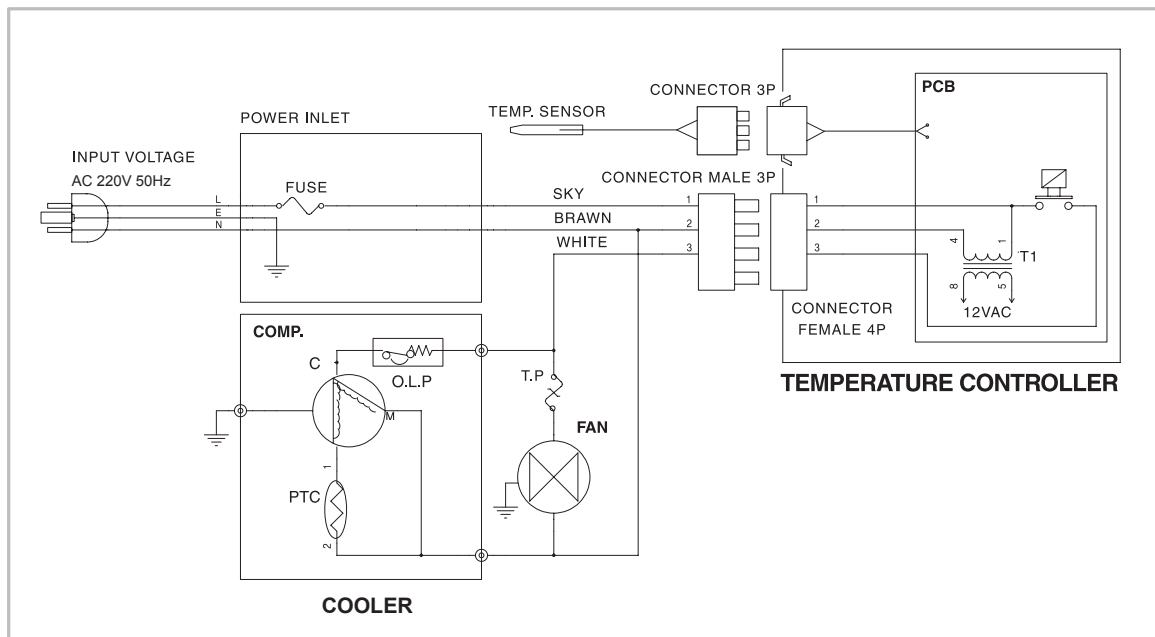 CONNECTOR 3P
PCB
TEMP. SENSOR
POWER INLET
INPUT VOLTAGE
AC 220V 50Hz
FUSE
CONNECTOR MALE 3P
L
E
N
SKY
BRAWN
WHITE
1
2
3
1
2
3
4
1
T1
8
5
12VAC
CONNECTOR
FEMALE 4P
TEMPERATURE CONTROLLER
COMP.
C
O.L.P
T.P
M
FAN
1
PTC
2
COOLER